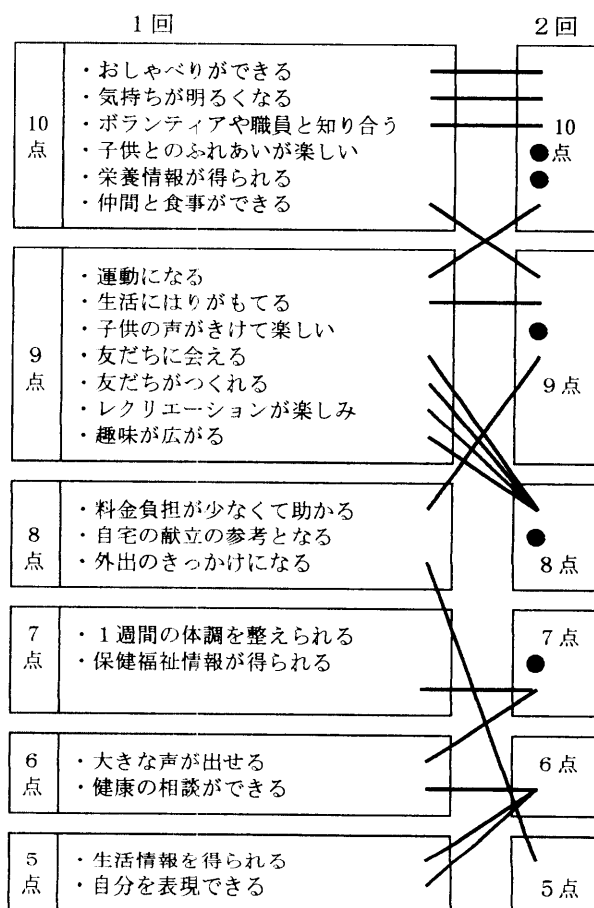 1回
2回
10点
・おしゃべりができる
・気持ちが明るくなる
・ボランティアや職員と知り合う
・子供とのふれあいが楽しい
・栄養情報が得られる
・仲間と食事ができる
10点
9点
・運動になる
・生活にはりがもてる
・子供の声がきけて楽しい
・友だちに会える
・友だちがつくれる
・レクリエーションが楽しみ
・趣味が広がる
9点
8点
・料金負担が少なくて助かる
・自宅の献立の参考となる
・外出のきっかけになる
8点
7点
・1週間の体調を整えられる
・保健福祉情報が得られる
7点
6点
・大きな声が出せる
・健康の相談ができる
6点
5点
・生活情報を得られる
・自分を表現できる
5点